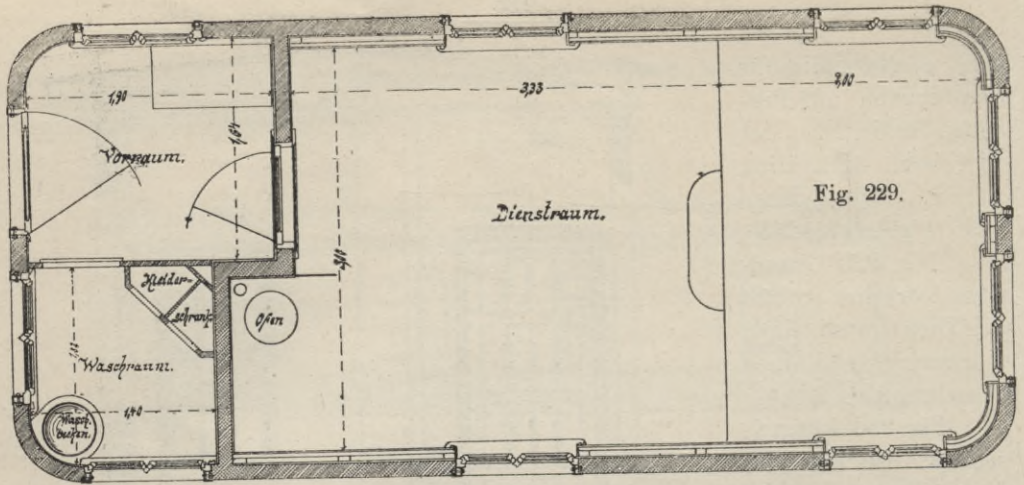 1,90
3,33
2,00
1,64
Vorraum.
Dienstraum.
Fig. 229.
Kleider-
schrank
Ofen
Waschraum.
1,40
Wasch-
becken.